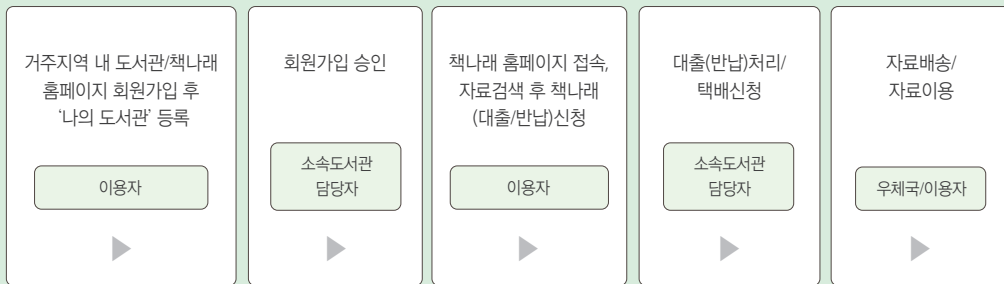 거주지역 내 도서관/책나래
홈페이지 회원가입 후
‘나의 도서관’ 등록
이용자
회원가입 승인
소속도서관
담당자
책나래 홈페이지 접속,
자료검색 후 책나래
(대출/반납)신청
이용자
대출(반납)처리/
택배신청
소속도서관
담당자
자료배송/
자료이용
우체국/이용자